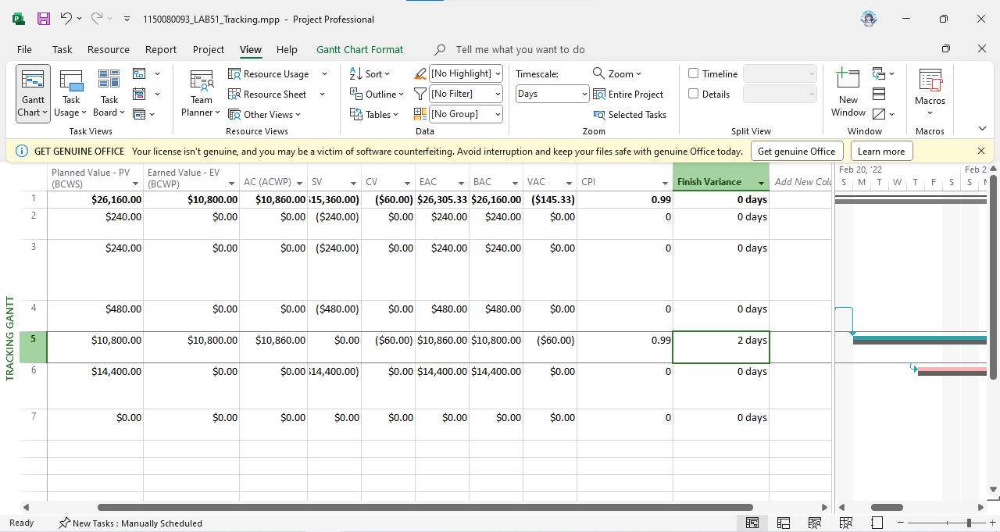 1150080093_LAB51_Tracking.mpp - Project Professional
File Task Resource Report Project View Help Gantt Chart Format Tell me what you want to do
Gantt Chart
Task Usage
Task Board
Task Views
Team Planner
Resource Usage
Resource Sheet
Other Views
Resource Views
Sort
Outline
Tables
[No Highlight]
[No Filter]
[No Group]
Data
Timescale:
Days
Zoom
Entire Project
Selected Tasks
Zoom
Timeline
Details
Split View
New Window
Window
Macros
Macros
GET GENUINE OFFICE Your license isn't genuine, and you may be a victim of software counterfeiting. Avoid interruption and keep your files safe with genuine Office today. Get genuine Office Learn more
Planned Value - PV (BCWS) Earned Value - EV (BCWP) AC (ACWP) SV CV EAC BAC VAC CPI Finish Variance Add New
Feb 20, '22 Feb 2
S M T W T F S S
1 $26,160.00 $10,800.00 $10,860.00 15,360.00) ($60.00) $26,305.33 $26,160.00 ($145.33) 0.99 0 days
2 $240.00 $0.00 $0.00 ($240.00) $0.00 $240.00 $240.00 $0.00 0 0 days
3 $240.00 $0.00 $0.00 ($240.00) $0.00 $240.00 $240.00 $0.00 0 0 days
4 $480.00 $0.00 $0.00 ($480.00) $0.00 $480.00 $480.00 $0.00 0 0 days
5 $10,800.00 $10,800.00 $10,860.00 $0.00 ($60.00) $10,860.00 $10,800.00 ($60.00) 0.99 2 days
6 $14,400.00 $0.00 $0.00 14,400.00) $0.00 $14,400.00 $14,400.00 $0.00 0 0 days
7 $0.00 $0.00 $0.00 $0.00 $0.00 $0.00 $0.00 $0.00 0 0 days
TRACKING GANTT
Ready New Tasks : Manually Scheduled